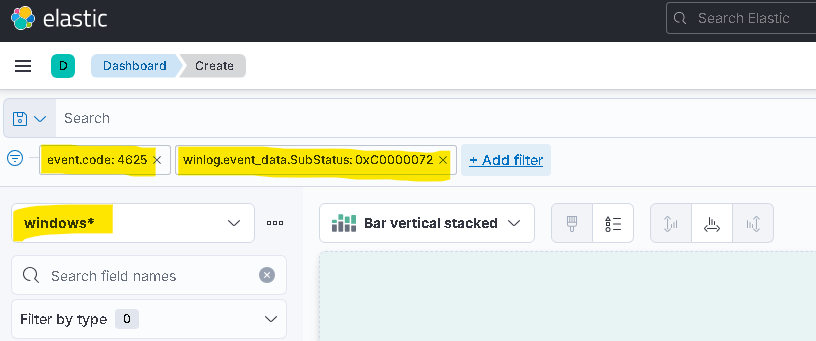 elastic
Search Elastic
D
Dashboard
Create
Search
event.code: 4625 ×
winlog.event_data.SubStatus: 0xC0000072 ×
+ Add filter
windows*
Bar vertical stacked
Search field names
Filter by type 0